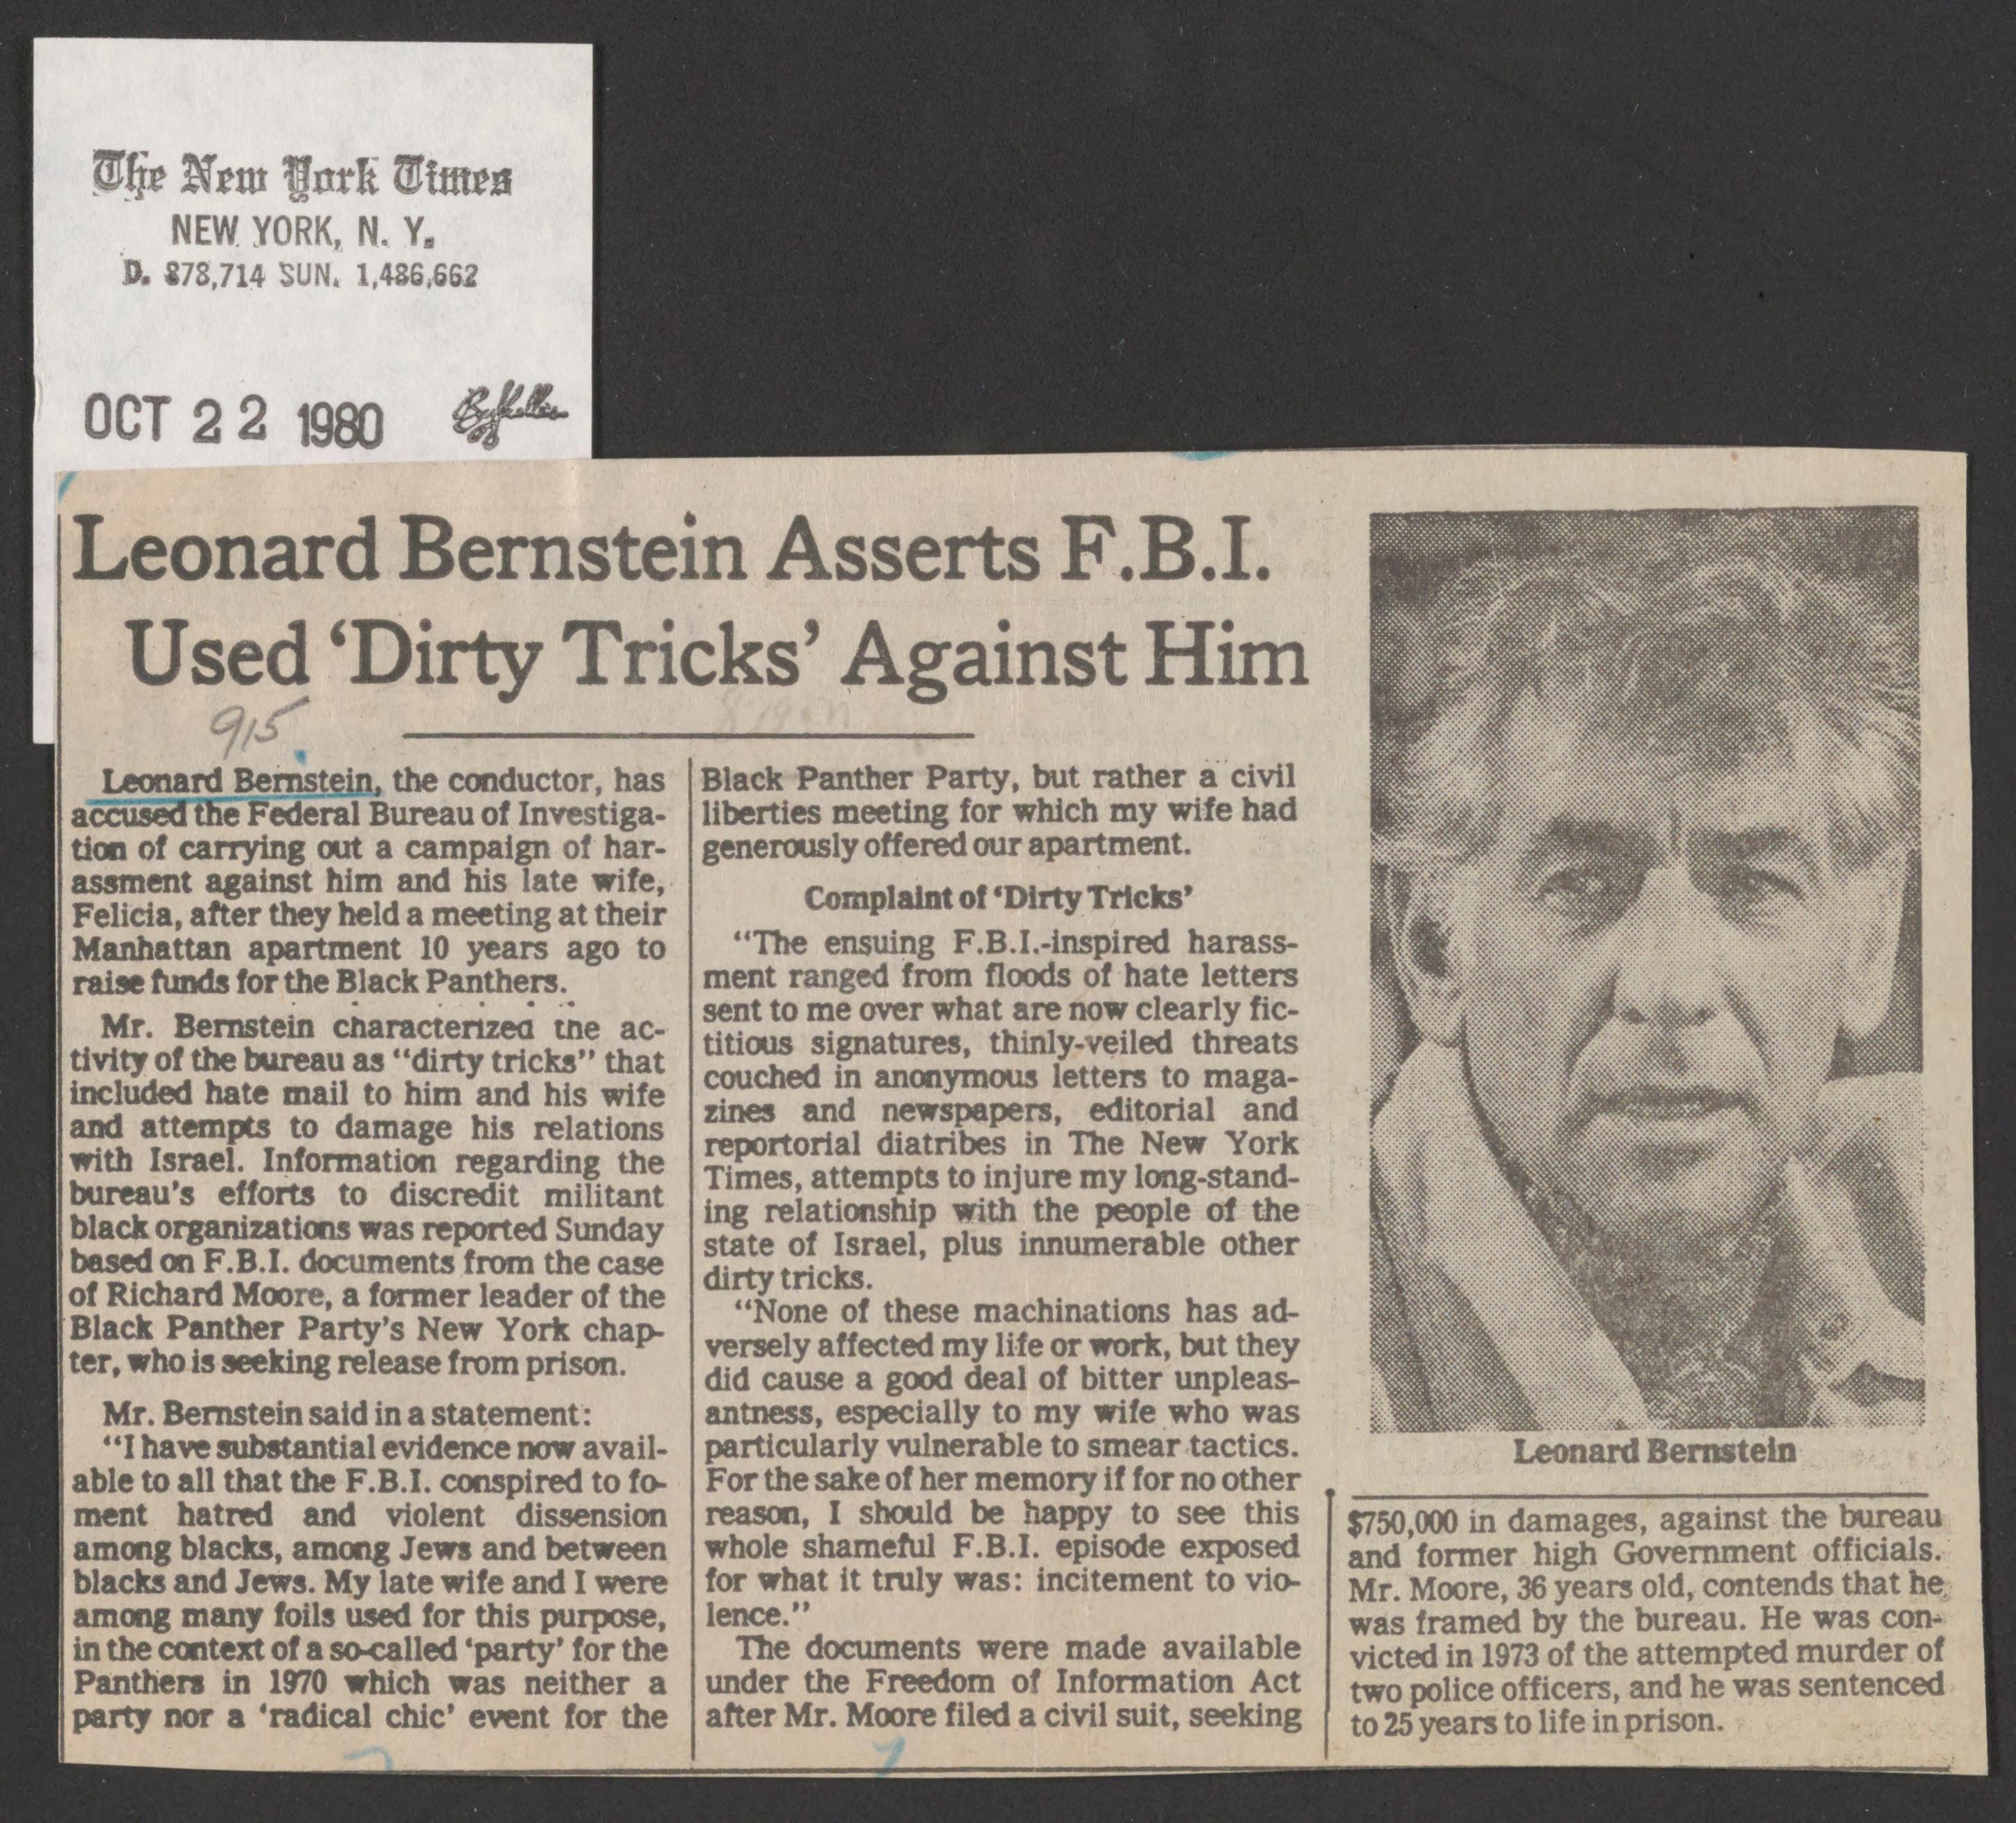 The New York Times
NEW YORK, N. Y.
D. 878,714 SUN. 1,486,662
OCT 22 1980
Leonard Bernstein Asserts F.B.I.
Used ‘Dirty Tricks’ Against Him
915
Leonard Bernstein, the conductor, has
accused the Federal Bureau of Investiga-
tion of carrying out a campaign of har-
assment against him and his late wife,
Felicia, after they held a meeting at their
Manhattan apartment 10 years ago to
raise funds for the Black Panthers.
Mr. Bernstein characterized the ac-
tivity of the bureau as “dirty tricks” that
included hate mail to him and his wife
and attempts to damage his relations
with Israel. Information regarding the
bureau's efforts to discredit militant
black organizations was reported Sunday
based on F.B.I. documents from the case
of Richard Moore, a former leader of the
Black Panther Party's New York chap-
ter, who is seeking release from prison.
Mr. Bernstein said in a statement:
“I have substantial evidence now avail-
able to all that the F.B.I. conspired to fo-
ment hatred and violent dissension
among blacks, among Jews and between
blacks and Jews. My late wife and I were
among many foils used for this purpose,
in the context of a so-called ‘party’ for the
Panthers in 1970 which was neither a
party nor a ‘radical chic’ event for the
Black Panther Party, but rather a civil
liberties meeting for which my wife had
generously offered our apartment.
Complaint of ‘Dirty Tricks’
“The ensuing F.B.I.-inspired harass-
ment ranged from floods of hate letters
sent to me over what are now clearly fic-
titious signatures, thinly-veiled threats
couched in anonymous letters to maga-
zines and newspapers, editorial and
reportorial diatribes in The New York
Times, attempts to injure my long-stand-
ing relationship with the people of the
state of Israel, plus innumerable other
dirty tricks.
“None of these machinations has ad-
versely affected my life or work, but they
did cause a good deal of bitter unpleas-
antness, especially to my wife who was
particularly vulnerable to smear tactics.
For the sake of her memory if for no other
reason, I should be happy to see this
whole shameful F.B.I. episode exposed
for what it truly was: incitement to vio-
lence.”
The documents were made available
under the Freedom of Information Act
after Mr. Moore filed a civil suit, seeking
Leonard Bernstein
$750,000 in damages, against the bureau
and former high Government officials.
Mr. Moore, 36 years old, contends that he
was framed by the bureau. He was con-
victed in 1973 of the attempted murder of
two police officers, and he was sentenced
to 25 years to life in prison.